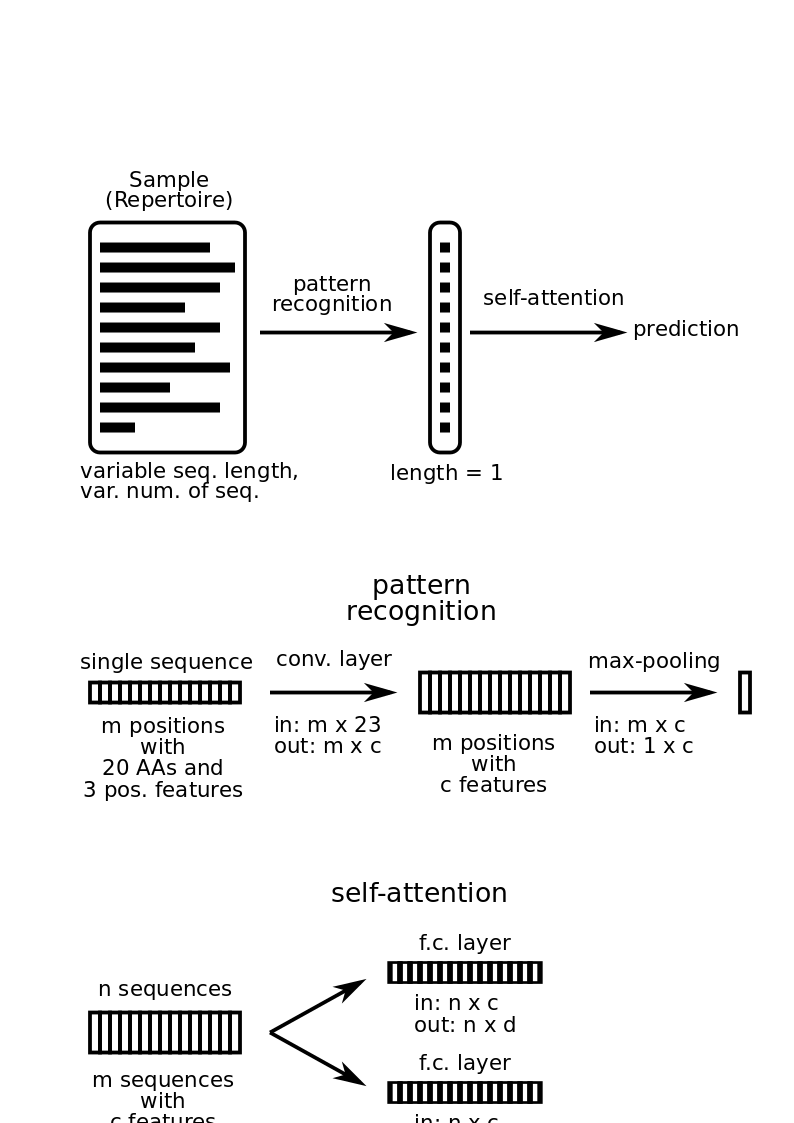 Sample
(Repertoire)
pattern
recognition
self-attention
prediction
variable seq. length,
var. num. of seq.
length = 1
pattern
recognition
single sequence
conv. layer
max-pooling
in: m x 23
out: m x c
in: m x c
out: 1 x c
m positions
with
20 AAs and
3 pos. features
m positions
with
c features
self-attention
f.c. layer
n sequences
in: n x c
out: n x d
f.c. layer
m sequences
with
c features
in: n x c